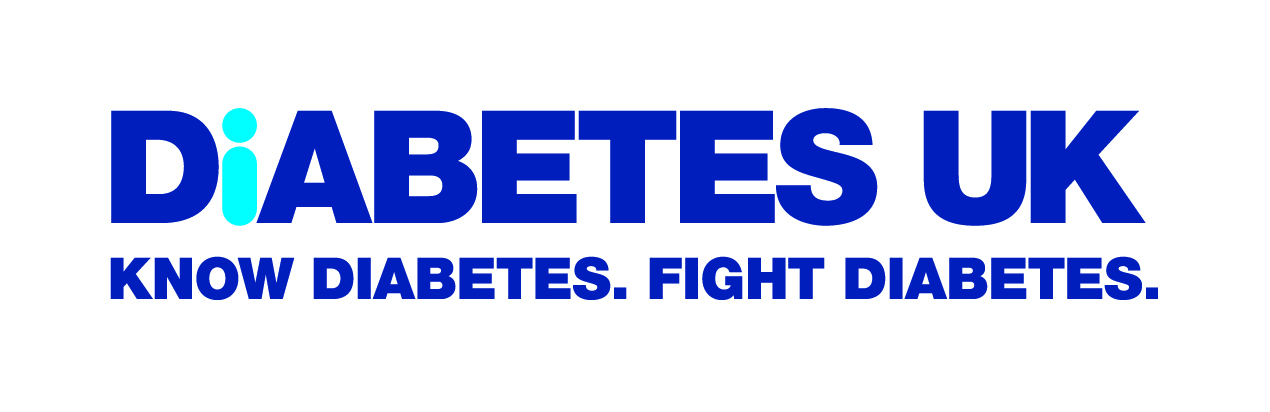 DiABETES UK
KNOW DIABETES. FIGHT DIABETES.